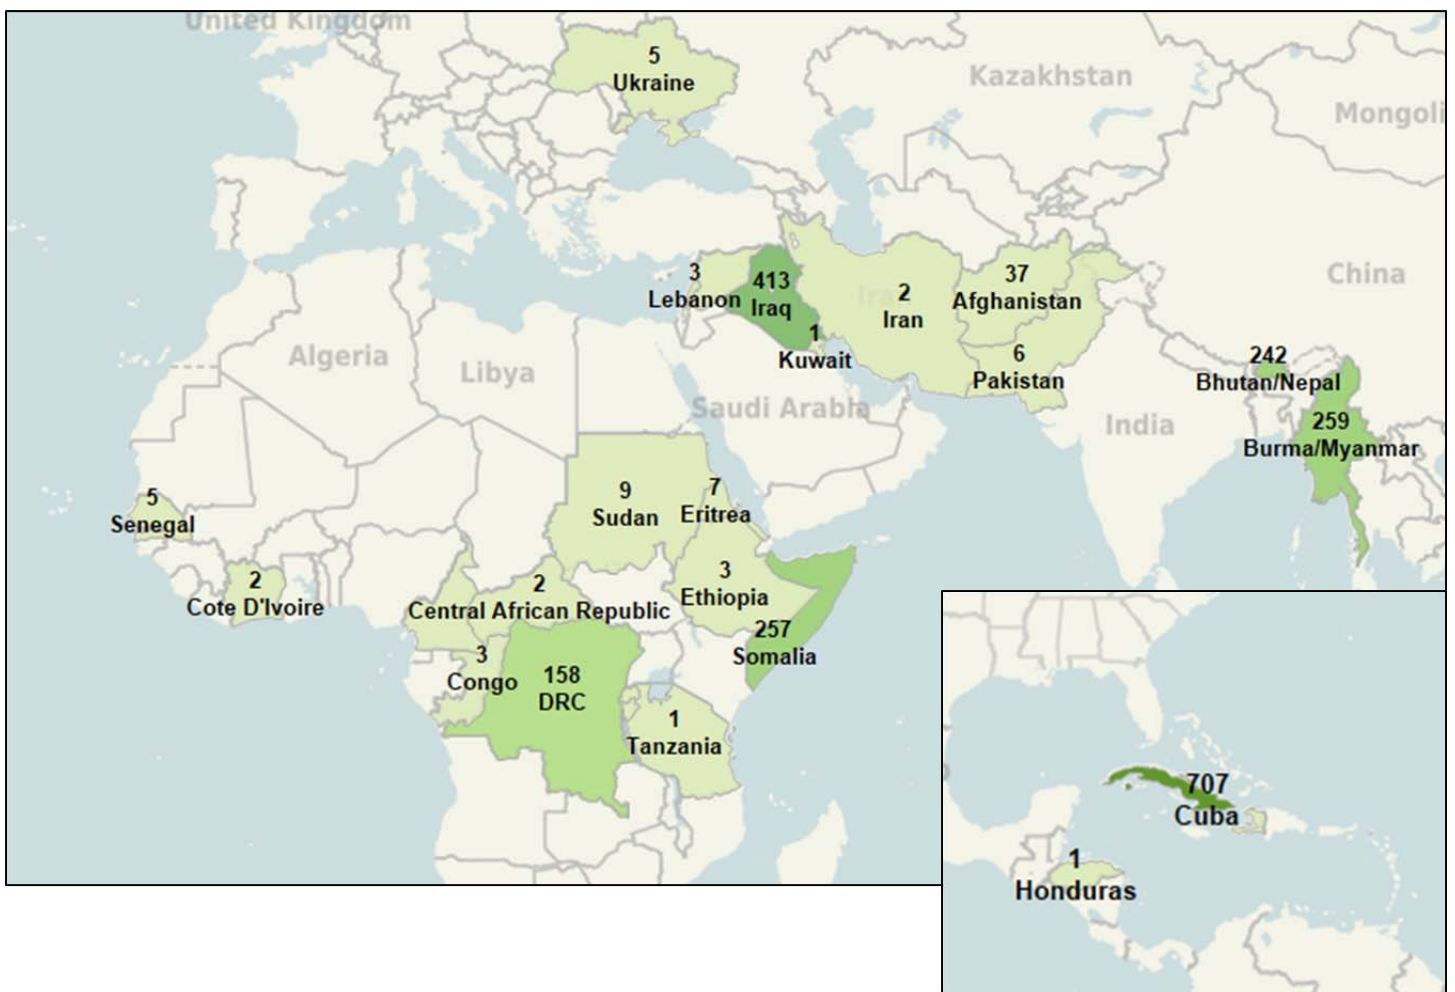 United Kingdom
5
Ukraine
Kazakhstan
Mongoli
3
Lebanon
413
Iraq
1
Kuwait
Iran
2
Iran
37
Afghanistan
6
Pakistan
China
Algeria
Libya
Saudi Arabia
India
242
Bhutan/Nepal
259
Burma/Myanmar
5
Senegal
2
Cote D'Ivoire
9
Sudan
7
Eritrea
2
Central African Republic
3
Ethiopia
257
Somalia
3
Congo
158
DRC
1
Tanzania
707
Cuba
1
Honduras